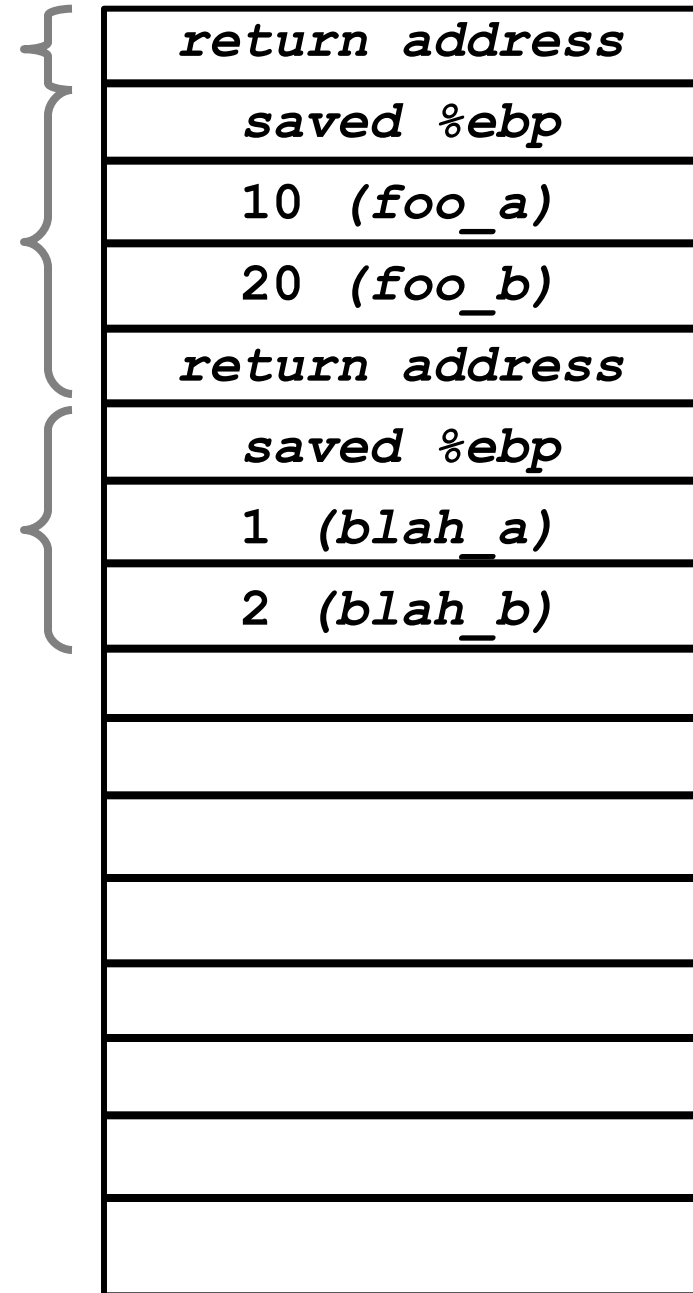 return address
saved %ebp
10 (foo_a)
20 (foo_b)
return address
saved %ebp
1 (blah_a)
2 (blah_b)